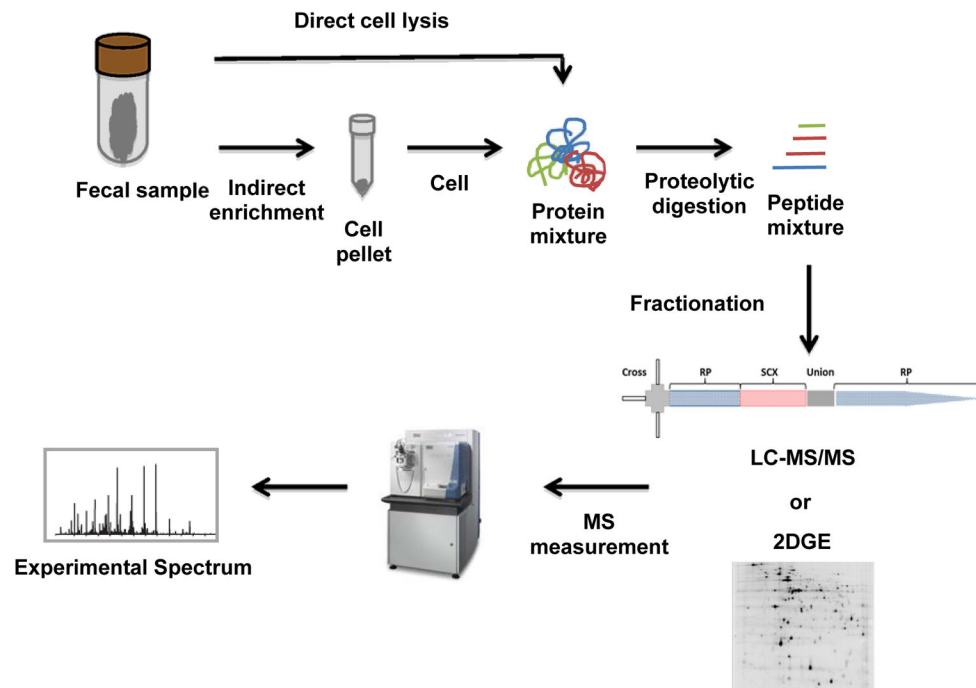 Direct cell lysis
Fecal sample
Indirect
enrichment
Cell
pellet
Cell
Protein
mixture
Proteolytic
digestion
Peptide
mixture
Fractionation
Cross
RP
SCX
Union
RP
LC-MS/MS
or
2DGE
MS
measurement
Experimental Spectrum